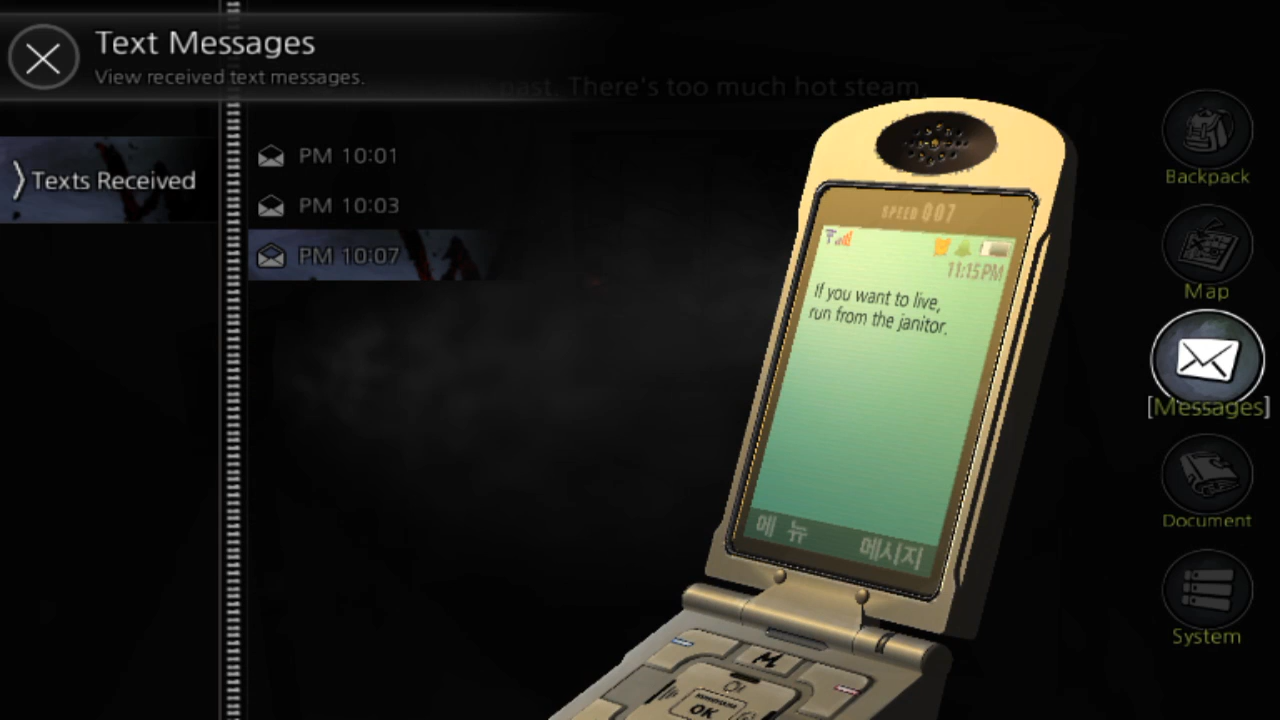 Text Messages
View received text messages.
past. There's too much hot steam
Texts Received
PM 10:01
PM 10:03
PM 10:07
SPEED 007
11:15 PM
If you want to live,
run from the janitor.
메 뉴
메시지
M
OK
Backpack
Map
[Messages]
Document
System